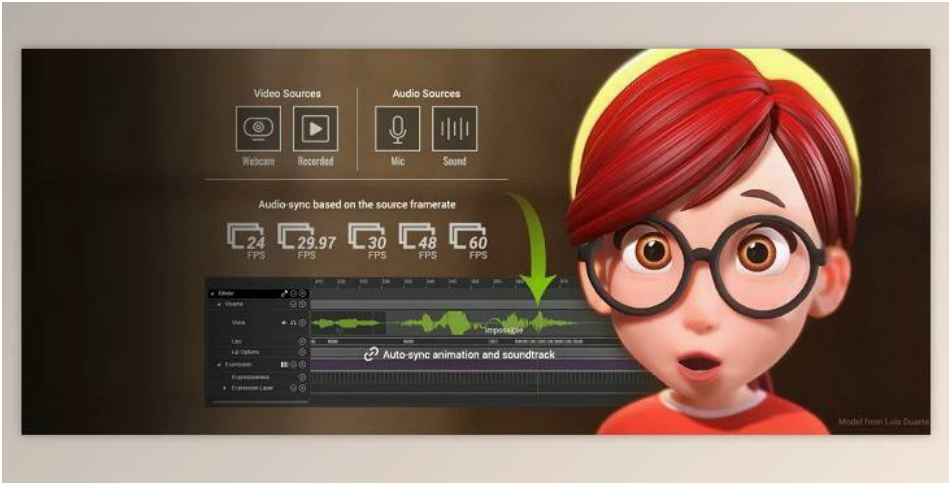 Video Sources
Audio Sources
Webcam
Recorded
Mic
Sound
Audio-sync based on the source framerate
24 FPS
29.97 FPS
30 FPS
48 FPS
60 FPS
Volume
Voice
impossible
Lips
Lip Options
Auto-sync animation and soundtrack
Expression
Expressiveness
Expression Layer
Model from Luis Duarte